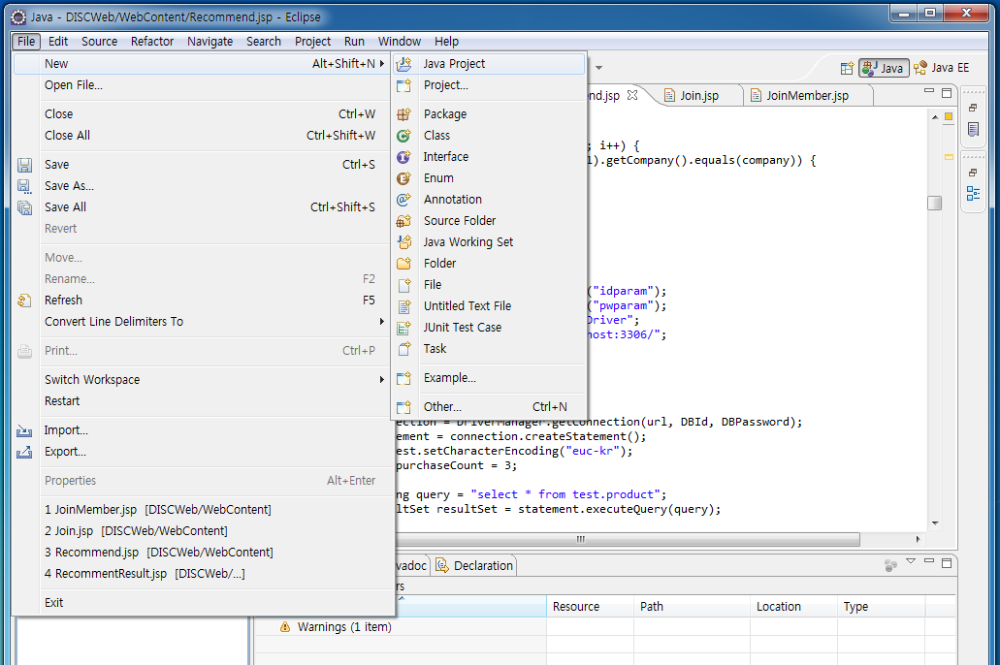 Java - DISCWeb/WebContent/Recommend.jsp - Eclipse
File Edit Source Refactor Navigate Search Project Run Window Help
New Alt+Shift+N
Open File...
Close Ctrl+W
Close All Ctrl+Shift+W
Save Ctrl+S
Save As...
Save All Ctrl+Shift+S
Revert
Move...
Rename... F2
Refresh F5
Convert Line Delimiters To
Print... Ctrl+P
Switch Workspace
Restart
Import...
Export...
Properties Alt+Enter
1 JoinMember.jsp [DISCWeb/WebContent]
2 Join.jsp [DISCWeb/WebContent]
3 Recommend.jsp [DISCWeb/WebContent]
4 RecommentResult.jsp [DISCWeb/...]
Exit
Java Project
Project...
Package
Class
Interface
Enum
Annotation
Source Folder
Java Working Set
Folder
File
Untitled Text File
JUnit Test Case
Task
Example...
Other... Ctrl+N
Java Java EE
nd.jsp Join.jsp JoinMember.jsp
; i++) {
).getCompany().equals(company)) {
("idparam");
("pwparam");
Driver";
host:3306/";
ection = DriverManager.getConnection(url, DBId, DBPassword);
ement = connection.createStatement();
est.setCharacterEncoding("euc-kr");
purchaseCount = 3;
ng query = "select * from test.product";
ltSet resultSet = statement.executeQuery(query);
vadoc Declaration
rs
Resource Path Location Type
Warnings (1 item)